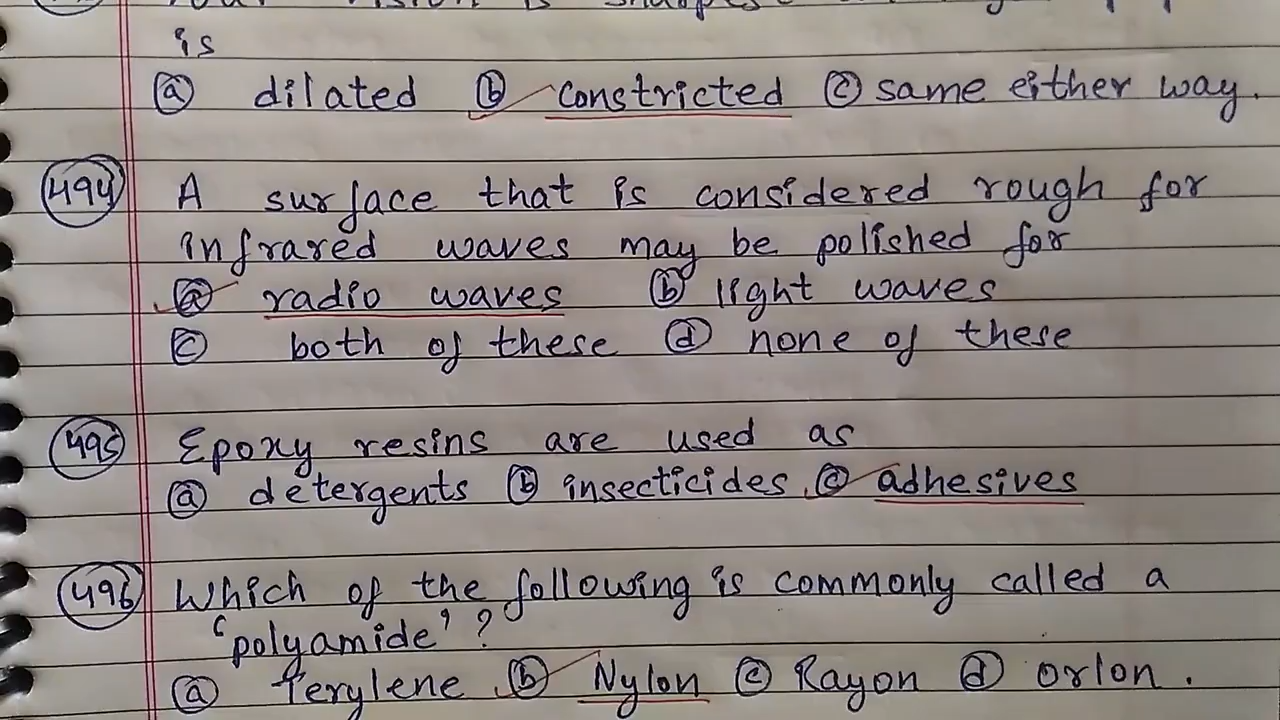 is
ⓐ dilated ⓑ constricted ⓒ same either way.
494 A surface that is considered rough for
infrared waves may be polished for
ⓐ radio waves ⓑ light waves
ⓒ both of these ⓓ none of these
495 Epoxy resins are used as
ⓐ detergents ⓑ insecticides ⓒ adhesives
496 Which of the following is commonly called a
'polyamide'?
ⓐ Terylene ⓑ Nylon ⓒ Rayon ⓓ orlon.